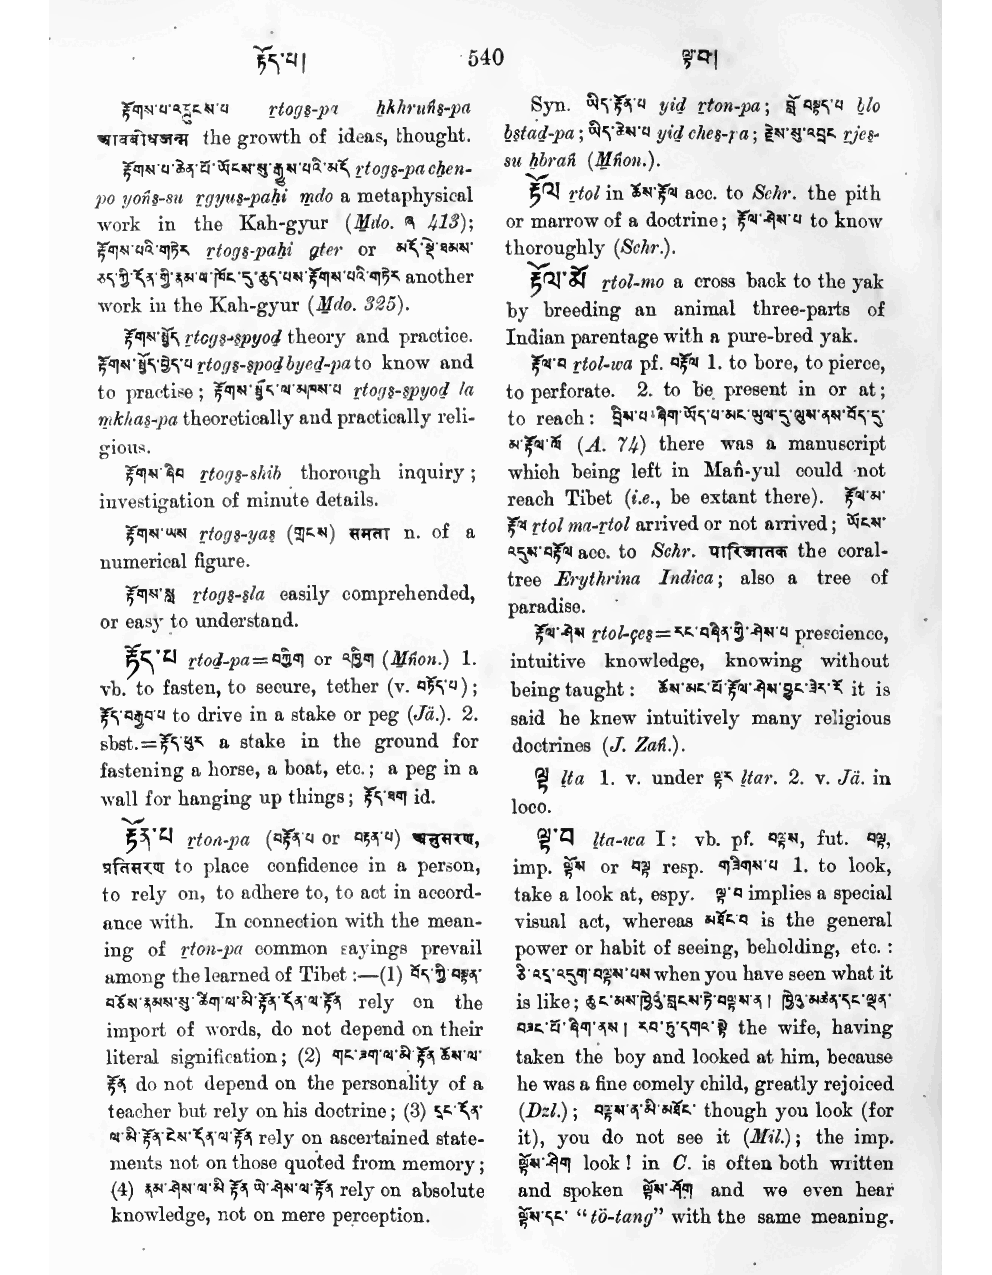 རྟོད་པ།
540
ལྟ་བ།
རྟོགས་པ་འཁྲུངས་པ rtogs-pa hkhruṅs-pa
आवबोधजन्म the growth of ideas, thought.
རྟོགས་པ་ཆེན་པོ་ཡོངས་སུ་རྒྱས་པའི་མདོ rtogs-pa chen-
po yoṅs-su rgyus-paḥi mdo a metaphysical
work in the Kah-gyur (Mdo. 413);
རྟོགས་པའི་གཏེར rtogs-paḥi gter or མདོ་སྡེ་ཐམས་
ཅད་ཀྱི་དོན་གྱི་རྣམ་པ་ཁོང་དུ་ཆུད་པས་རྟོགས་པའི་གཏེར another
work in the Kah-gyur (Mdo. 325).
རྟོགས་སྤྱོད rtogs-spyod theory and practice.
རྟོགས་སྤྱོད་བྱེད་པ rtogs-spod byed-pa to know and
to practise; རྟོགས་སྤྱོད་ལ་མཁས་པ rtogs-spyod la
mkhas-pa theoretically and practically reli-
gious.
རྟོགས་ཞིབ rtogs-shib thorough inquiry;
investigation of minute details.
རྟོགས་ཡས rtogs-yas (གྲངས) समता n. of a
numerical figure.
རྟོགས་སླ rtogs-sla easily comprehended,
or easy to understand.
རྟོད་པ rtod-pa=བཀྱིག or འཁྱིག (Mṅon.) 1.
vb. to fasten, to secure, tether (v. བཏོད་པ);
རྟོད་བརྒྱབ་པ to drive in a stake or peg (Jä.). 2.
sbst.=རྟོད་ཕུར a stake in the ground for
fastening a horse, a boat, etc.; a peg in a
wall for hanging up things; རྟོད་ཐག id.
རྟོན་པ rton-pa (བརྟོན་པ or བརྟན་པ) अनुसरण,
प्रतिसरण to place confidence in a person,
to rely on, to adhere to, to act in accord-
ance with. In connection with the mean-
ing of rton-pa common sayings prevail
among the learned of Tibet:—(1) བོད་ཀྱི་བསྟན་
བཅོས་རྣམས་སུ་ཚིག་ལ་མི་རྟོན་དོན་ལ་རྟོན rely on the
import of words, do not depend on their
literal signification; (2) གང་ཟག་ལ་མི་རྟོན་ཆོས་ལ་
རྟོན do not depend on the personality of a
teacher but rely on his doctrine; (3) དྲང་དོན་
ལ་མི་རྟོན་ངེས་དོན་ལ་རྟོན rely on ascertained state-
ments not on those quoted from memory;
(4) རྣམ་ཤེས་ལ་མི་རྟོན་ཡེ་ཤེས་ལ་རྟོན rely on absolute
knowledge, not on mere perception.
Syn. ཡིད་རྟོན་པ yid rton-pa; བློ་བསྟད་པ blo
bstad-pa; ཡིད་ཆེས་པ yid ches-pa; རྗེས་སུ་འབྲང rjes-
su ḥbraṅ (Mṅon.).
རྟོལ rtol in ཆོས་རྟོལ acc. to Schr. the pith
or marrow of a doctrine; རྟོལ་ཤེས་པ to know
thoroughly (Schr.).
རྟོལ་མོ rtol-mo a cross back to the yak
by breeding an animal three-parts of
Indian parentage with a pure-bred yak.
རྟོལ་བ rtol-wa pf. བརྟོལ 1. to bore, to pierce,
to perforate. 2. to be present in or at;
to reach: བྲིས་པ་ཞིག་ཡོད་པ་མང་ཡུལ་དུ་ལུས་ནས་བོད་དུ་
མ་རྟོལ་ལོ (A. 74) there was a manuscript
which being left in Maṅ-yul could not
reach Tibet (i.e., be extant there). རྟོལ་མ་
རྟོལ rtol ma-rtol arrived or not arrived; ཡོངས་
འདུས་བརྟོལ acc. to Schr. पारिजातक the coral-
tree Erythrina Indica; also a tree of
paradise.
རྟོལ་ཤེས rtol-çes=རང་བཞིན་གྱི་ཤེས་པ prescience,
intuitive knowledge, knowing without
being taught: ཆོས་མང་པོ་རྟོལ་ཤེས་བྱུང་ཟེར་རོ it is
said he knew intuitively many religious
doctrines (J. Zaṅ.).
ལྟ lta 1. v. under ལྟར ltar. 2. v. Jä. in
loco.
ལྟ་བ lta-wa I: vb. pf. བལྟས, fut. བལྟ,
imp. ལྟོས or བལྟ resp. གཟིགས་པ 1. to look,
take a look at, espy. ལྟ་བ implies a special
visual act, whereas མཐོང་བ is the general
power or habit of seeing, beholding, etc.:
ཅི་འདྲ་འདུག་བལྟས་པས when you have seen what it
is like; ཆུང་མས་ཁྱེའུ་བླངས་ཏེ་བལྟས་ན། ཁྱེའུ་མཚན་དང་ལྡན་
བཟང་པོ་ཞིག་ནས། རབ་ཏུ་དགའ་སྟེ the wife, having
taken the boy and looked at him, because
he was a fine comely child, greatly rejoiced
(Dzl.); བལྟས་ན་མི་མཐོང་ though you look (for
it), you do not see it (Mil.); the imp.
ལྟོས་ཤིག look! in C. is often both written
and spoken ལྟོས་ཤོག and we even hear
ལྟོས་དང་ "tö-tang" with the same meaning.